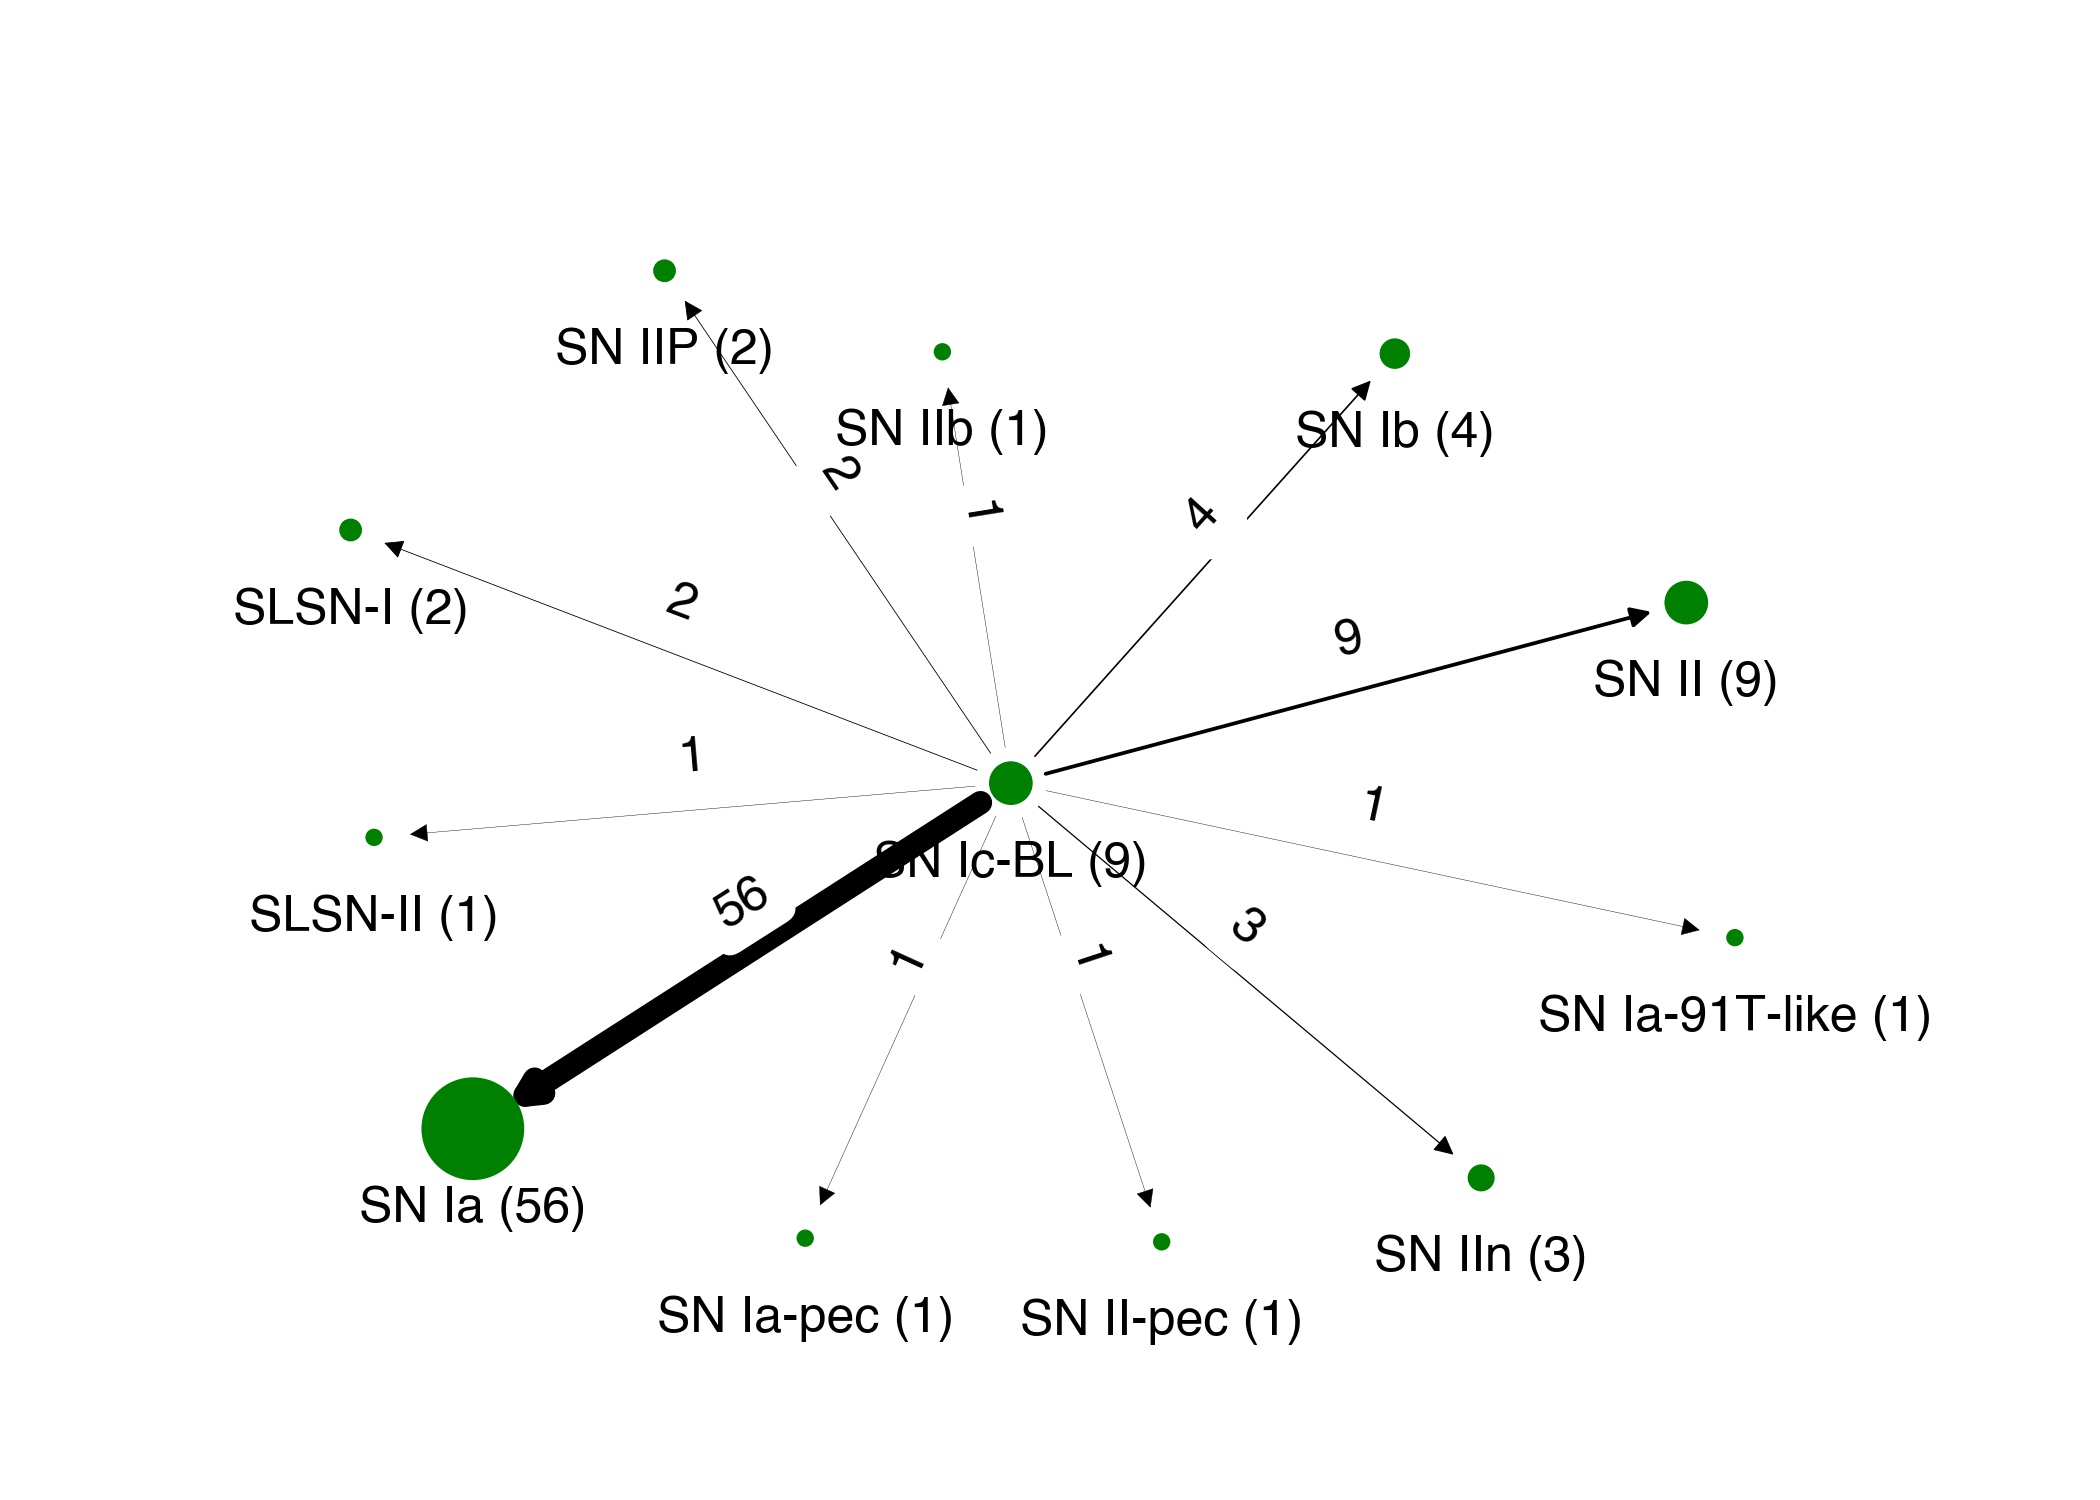 SN IIP (2)
SN IIb (1)
SN Ib (4)
2
1
4
SLSN-I (2)
2
9
SN II (9)
1
1
SN Ic-BL (9)
SLSN-II (1)
56
3
1
1
SN Ia-91T-like (1)
SN Ia (56)
SN IIn (3)
SN Ia-pec (1)
SN II-pec (1)